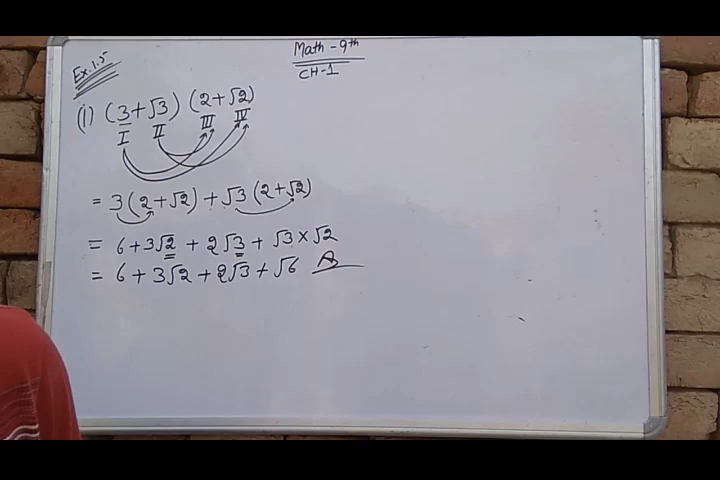 Math - 9th
CH-1
Ex. 1.5
(i) (3+√3) (2+√2)
I II III IV
= 3(2+√2) + √3(2+√2)
= 6+3√2 + 2√3 + √3×√2
= 6+3√2+2√3+√6